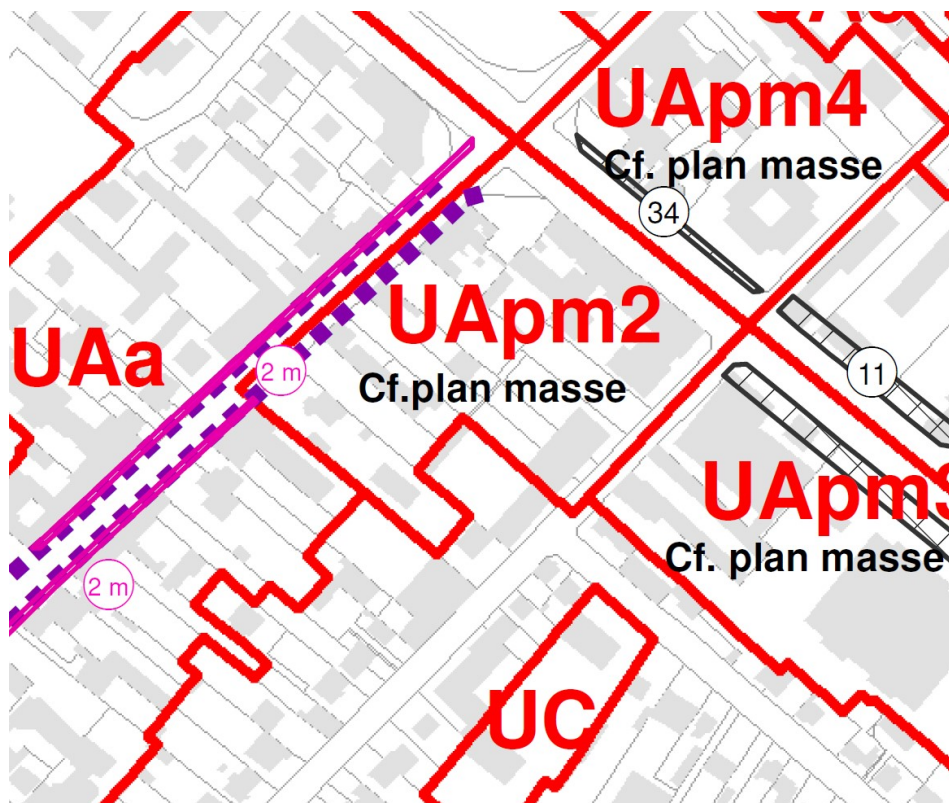 UApm4
Cf. plan masse
34
UApm2
Cf.plan masse
UAa
2 m
11
UApm3
Cf. plan masse
2 m
UC